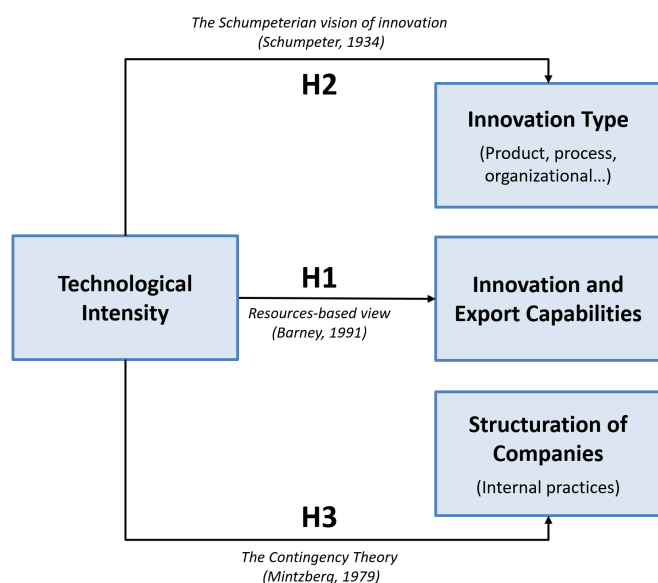 The Schumpeterian vision of innovation
(Schumpeter, 1934)
H2
Innovation Type
(Product, process,
organizational...)
Technological
Intensity
H1
Resources-based view
(Barney, 1991)
Innovation and
Export Capabilities
Structuration of
Companies
(Internal practices)
H3
The Contingency Theory
(Mintzberg, 1979)